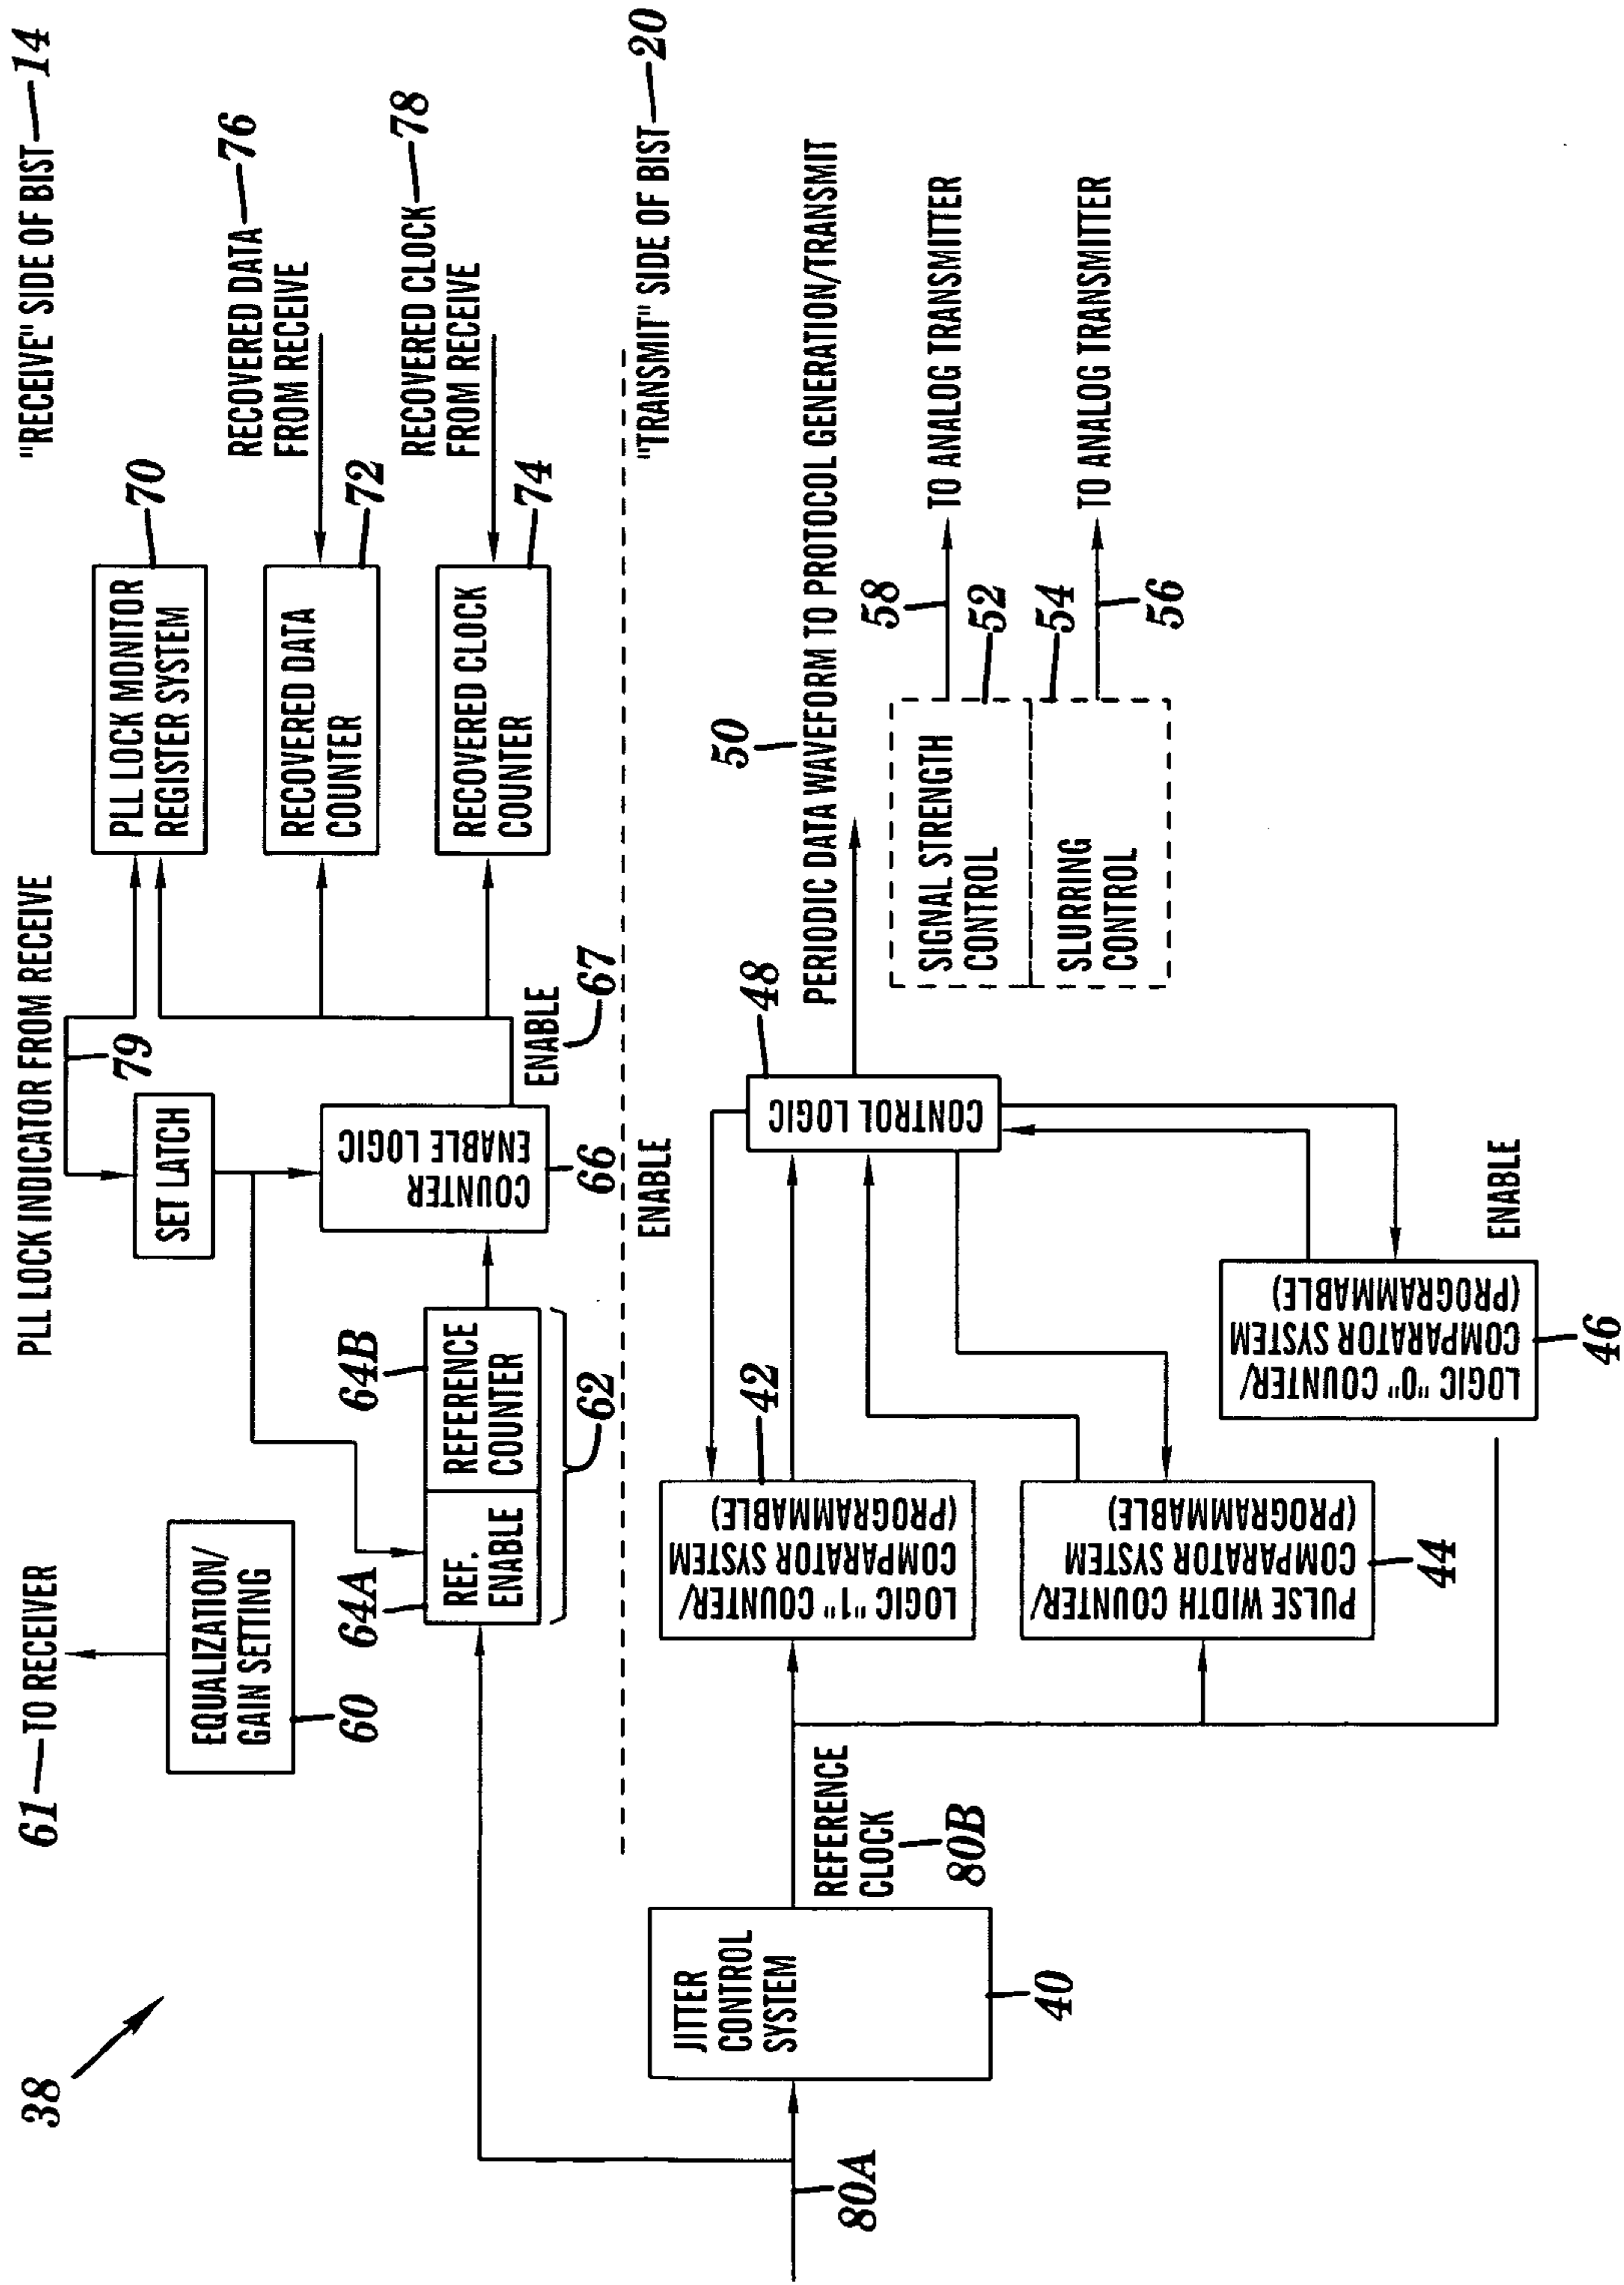 38
61
TO RECEIVER
PLL LOCK INDICATOR FROM RECEIVE
"RECEIVE" SIDE OF BIST
14
EQUALIZATION/
GAIN SETTING
60
SET LATCH
79
PLL LOCK MONITOR
REGISTER SYSTEM
70
RECOVERED DATA
76
FROM RECEIVE
RECOVERED DATA
COUNTER
72
RECOVERED CLOCK
78
FROM RECEIVE
RECOVERED CLOCK
COUNTER
74
64A
REF.
ENABLE
64B
REFERENCE
COUNTER
62
COUNTER
ENABLE LOGIC
66
ENABLE
67
"TRANSMIT" SIDE OF BIST
20
80A
JITTER
CONTROL
SYSTEM
40
REFERENCE
CLOCK
80B
LOGIC "1" COUNTER/
COMPARATOR SYSTEM
(PROGRAMMABLE)
42
PULSE WIDTH COUNTER/
COMPARATOR SYSTEM
(PROGRAMMABLE)
44
LOGIC "0" COUNTER/
COMPARATOR SYSTEM
(PROGRAMMABLE)
46
ENABLE
ENABLE
CONTROL LOGIC
48
50
PERIODIC DATA WAVEFORM TO PROTOCOL GENERATION/TRANSMIT
SIGNAL STRENGTH
CONTROL
52
58
TO ANALOG TRANSMITTER
SLURRING
CONTROL
54
56
TO ANALOG TRANSMITTER